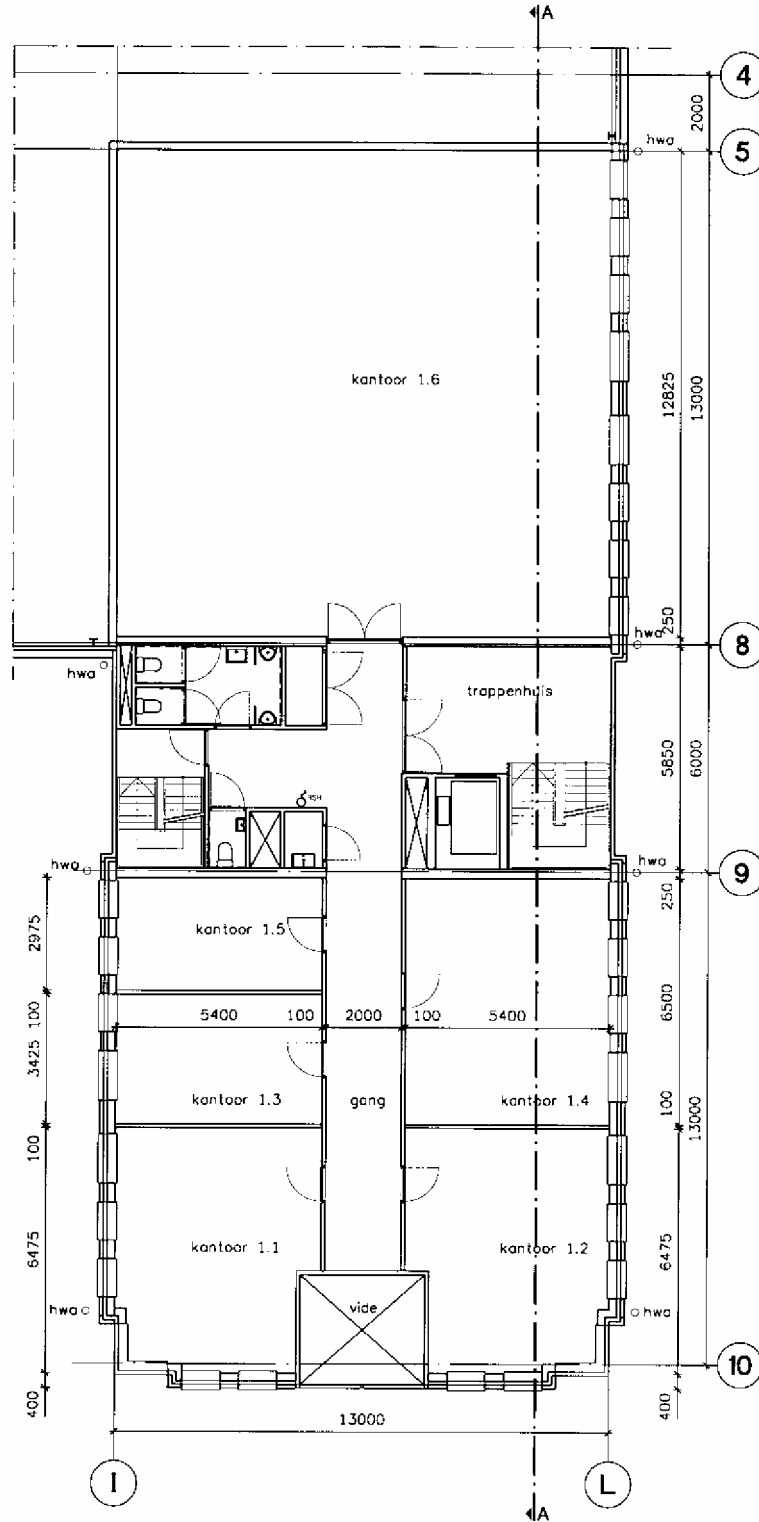 A
4
2000
hwa
5
kantoor 1.6
12825
13000
250
hwa
8
hwa
trappenhuis
5850
6000
BSH
hwa
hwa
9
2975
kantoor 1.5
250
100
5400
100
2000
100
5400
6500
3425
kantoor 1.3
gang
kantoor 1.4
100
13000
100
6475
kantoor 1.1
kantoor 1.2
6475
hwa
vide
hwa
10
400
400
13000
I
L
A